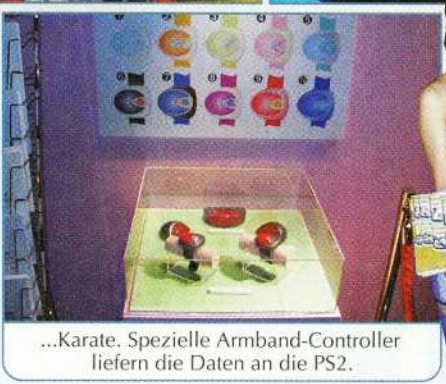 ...Karate. Spezielle Armband-Controller
liefern die Daten an die PS2.